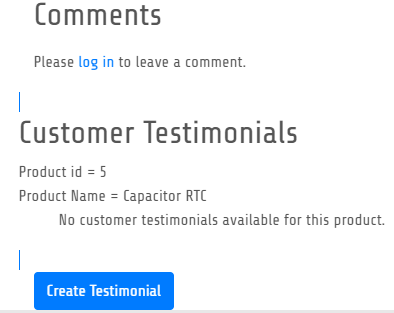 Comments
Please log in to leave a comment.
|
Customer Testimonials
Product id = 5
Product Name = Capacitor RTC
No customer testimonials available for this product.
|
Create Testimonial